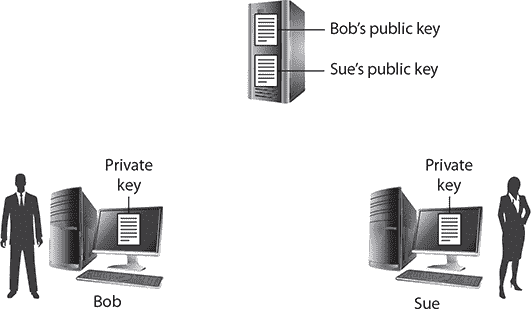 Bob's public key
Sue's public key
Private
key
Private
key
Bob
Sue